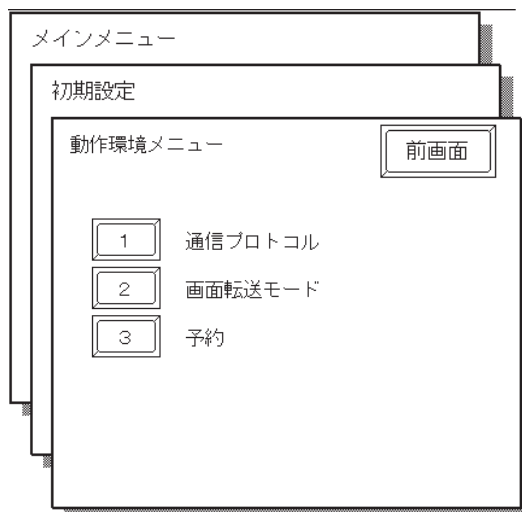 メインメニュー
初期設定
動作環境メニュー 前画面
1 通信プロトコル
2 画面転送モード
3 予約